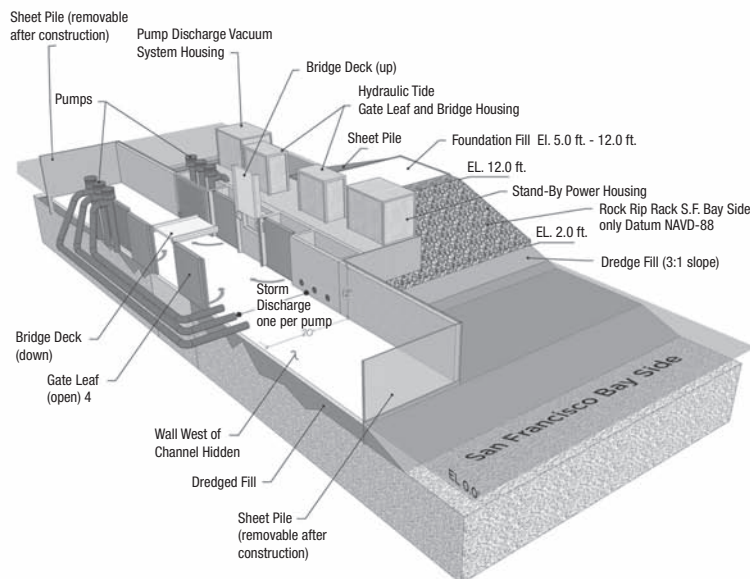 Sheet Pile (removable
after construction)
Pump Discharge Vacuum
System Housing
Bridge Deck (up)
Hydraulic Tide
Gate Leaf and Bridge Housing
Pumps
Sheet Pile
Foundation Fill El. 5.0 ft. - 12.0 ft.
EL. 12.0 ft.
Stand-By Power Housing
Rock Rip Rack S.F. Bay Side
only Datum NAVD-88
EL. 2.0 ft.
Dredge Fill (3:1 slope)
Storm
Discharge
one per pump
12'
20'
Bridge Deck
(down)
Gate Leaf
(open) 4
Wall West of
Channel Hidden
Dredged Fill
Sheet Pile
(removable after
construction)
San Francisco Bay Side
EL 0.0